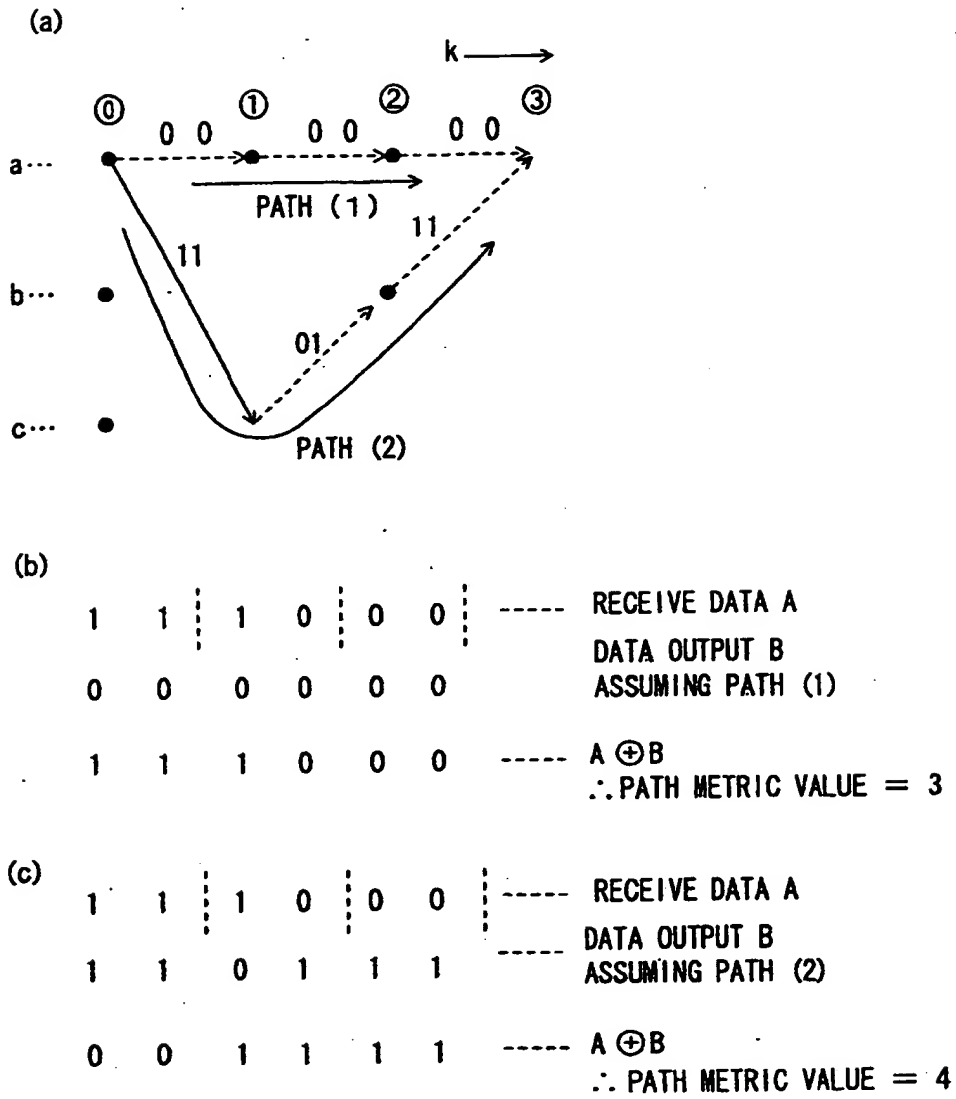 (a)
k
⓪ ① ② ③
0 0 0 0 0 0
a···
PATH (1)
11 11
b···
01
c···
PATH (2)
(b)
1 1 1 0 0 0 ----- RECEIVE DATA A
DATA OUTPUT B
0 0 0 0 0 0 ASSUMING PATH (1)
1 1 1 0 0 0 ----- A ⊕B
∴ PATH METRIC VALUE = 3
(c)
1 1 1 0 0 0 ----- RECEIVE DATA A
DATA OUTPUT B
1 1 0 1 1 1 ----- ASSUMING PATH (2)
0 0 1 1 1 1 ----- A ⊕B
∴ PATH METRIC VALUE = 4